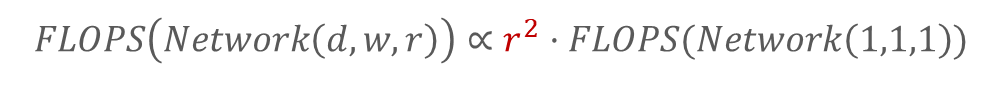 FLOPS(Network(d,w,r)) ∝ r² · FLOPS(Network(1,1,1))